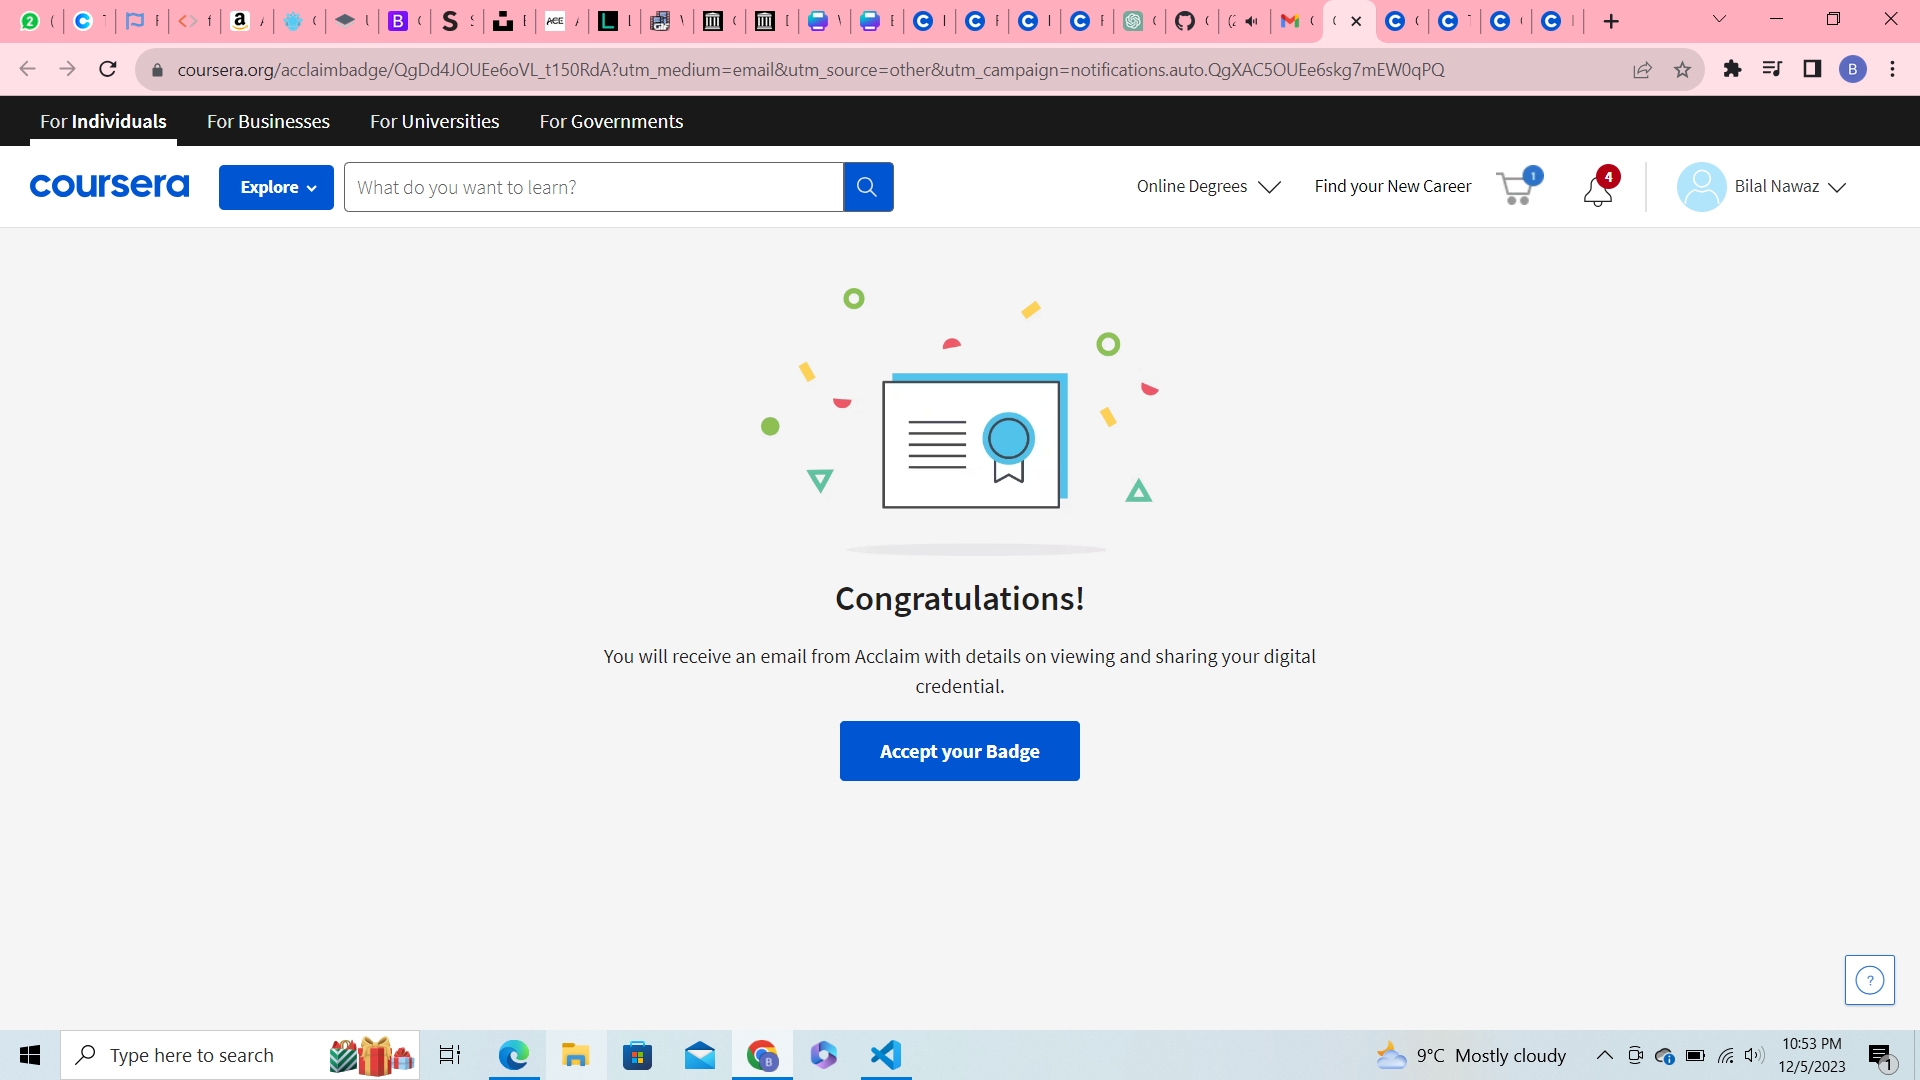 coursera.org/acclaimbadge/QgDd4JOUEe6oVL_t150RdA?utm_medium=email&utm_source=other&utm_campaign=notifications.auto.QgXAC5OUEe6skg7mEW0qPQ
B
For Individuals For Businesses For Universities For Governments
coursera Explore What do you want to learn? Online Degrees Find your New Career 1 4 Bilal Nawaz
Congratulations!
You will receive an email from Acclaim with details on viewing and sharing your digital
credential.
Accept your Badge
?
Type here to search 9°C Mostly cloudy 10:53 PM
12/5/2023 1